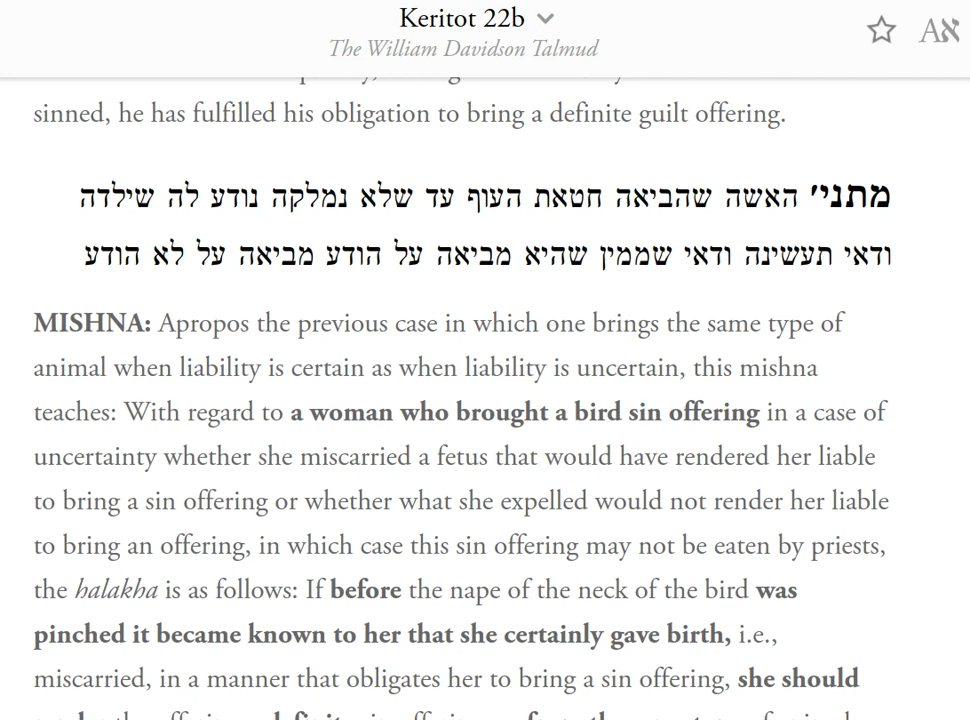 Keritot 22b
The William Davidson Talmud
Aא
sinned, he has fulfilled his obligation to bring a definite guilt offering.
מתני׳ האשה שהביאה חטאת העוף עד שלא נמלקה נודע לה שילדה
ודאי תעשינה ודאי שממין שהיא מביאה על הודע מביאה על לא הודע
MISHNA: Apropos the previous case in which one brings the same type of
animal when liability is certain as when liability is uncertain, this mishna
teaches: With regard to a woman who brought a bird sin offering in a case of
uncertainty whether she miscarried a fetus that would have rendered her liable
to bring a sin offering or whether what she expelled would not render her liable
to bring an offering, in which case this sin offering may not be eaten by priests,
the halakha is as follows: If before the nape of the neck of the bird was
pinched it became known to her that she certainly gave birth, i.e.,
miscarried, in a manner that obligates her to bring a sin offering, she should